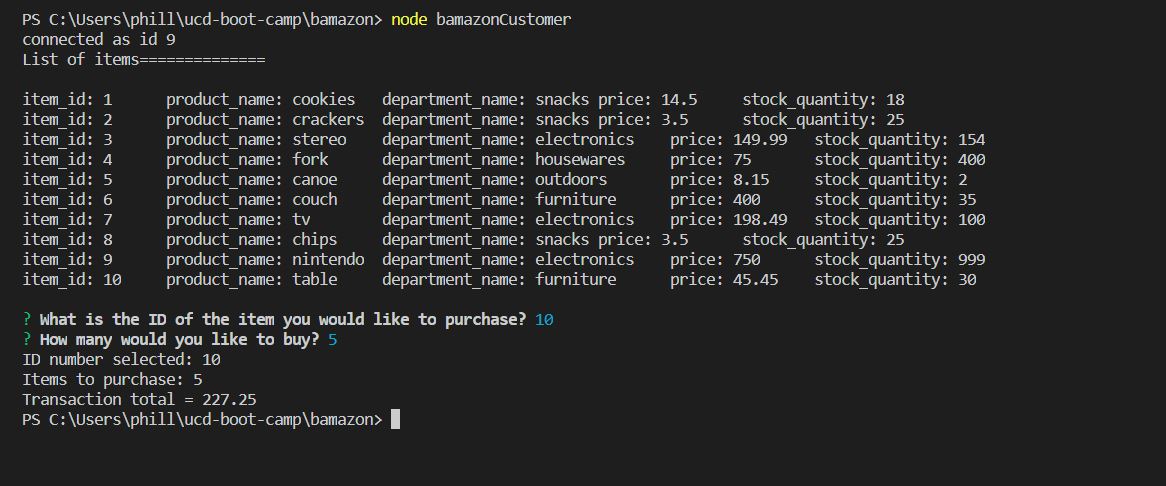 PS C:\Users\phill\ucd-boot-camp\bamazon> node bamazonCustomer
connected as id 9
List of items==============
item_id: 1      product_name: cookies   department_name: snacks price: 14.5     stock_quantity: 18
item_id: 2      product_name: crackers  department_name: snacks price: 3.5      stock_quantity: 25
item_id: 3      product_name: stereo    department_name: electronics    price: 149.99   stock_quantity: 154
item_id: 4      product_name: fork      department_name: housewares     price: 75       stock_quantity: 400
item_id: 5      product_name: canoe     department_name: outdoors       price: 8.15     stock_quantity: 2
item_id: 6      product_name: couch     department_name: furniture      price: 400      stock_quantity: 35
item_id: 7      product_name: tv        department_name: electronics    price: 198.49   stock_quantity: 100
item_id: 8      product_name: chips     department_name: snacks price: 3.5      stock_quantity: 25
item_id: 9      product_name: nintendo  department_name: electronics    price: 750      stock_quantity: 999
item_id: 10     product_name: table     department_name: furniture      price: 45.45    stock_quantity: 30
? What is the ID of the item you would like to purchase? 10
? How many would you like to buy? 5
ID number selected: 10
Items to purchase: 5
Transaction total = 227.25
PS C:\Users\phill\ucd-boot-camp\bamazon>